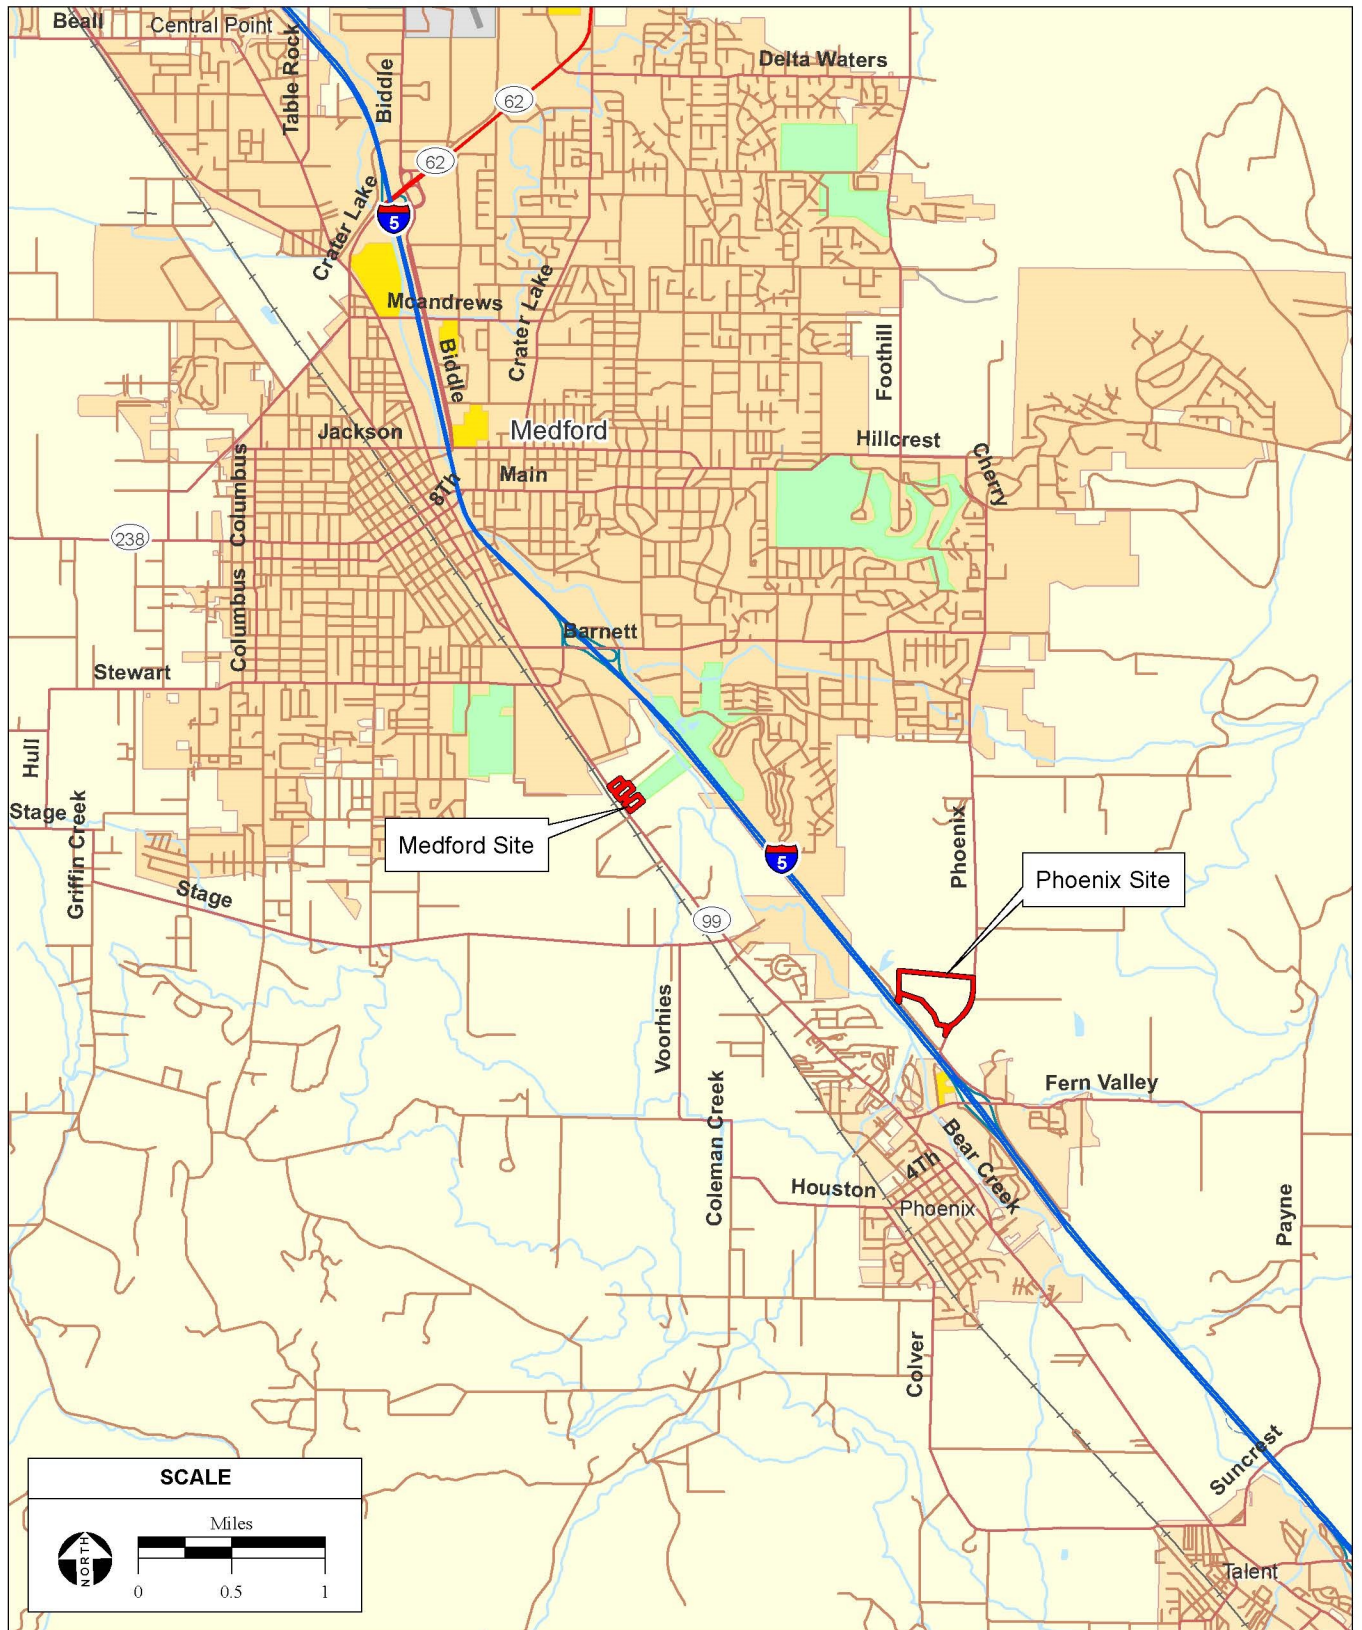 Beall
Central Point
Table Rock
Biddle
Delta Waters
62
62
Crater Lake
5
Mcandrews
Crater Lake
Biddle
Foothill
Jackson
Medford
Hillcrest
Columbus
8Th
Main
Cherry
238
Columbus
Barnett
Stewart
Hull
Stage
Griffin Creek
Medford Site
Phoenix
5
Phoenix Site
Stage
99
Voorhies
Fern Valley
Coleman Creek
Bear Creek
4Th
Houston
Phoenix
Payne
Colver
Suncrest
SCALE
Miles
NORTH
0 0.5 1
Talent